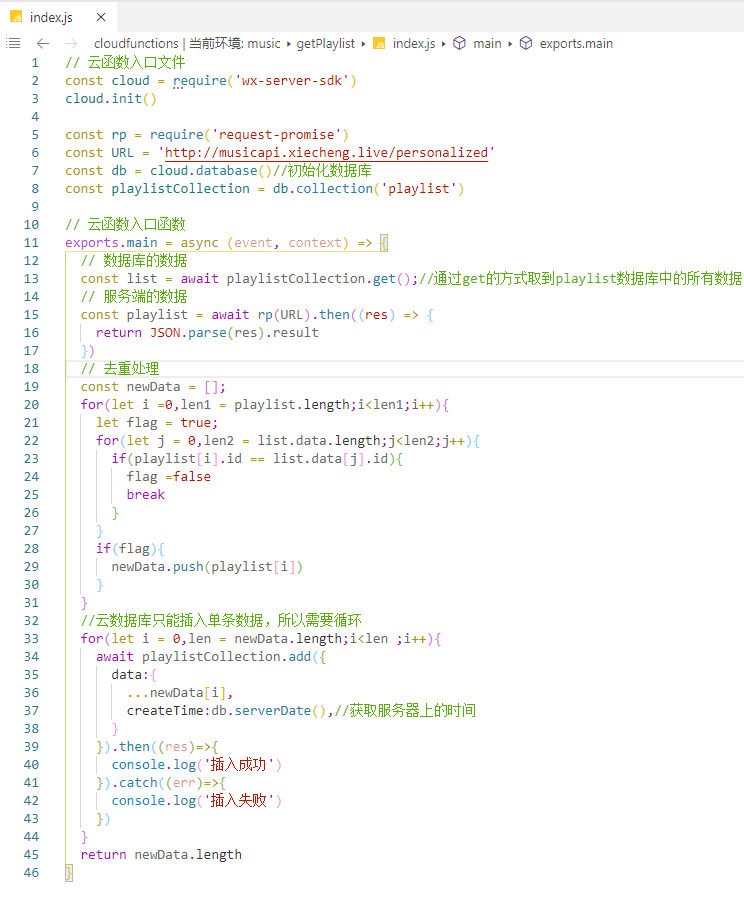 JS index.js ×
cloudfunctions | 当前环境: music ▸ getPlaylist ▸ JS index.js ▸ main ▸ exports.main
1 // 云函数入口文件
2 const cloud = require('wx-server-sdk')
3 cloud.init()
4
5 const rp = require('request-promise')
6 const URL = 'http://musicapi.xiecheng.live/personalized'
7 const db = cloud.database()//初始化数据库
8 const playlistCollection = db.collection('playlist')
9
10 // 云函数入口函数
11 exports.main = async (event, context) => {
12 // 数据库的数据
13 const list = await playlistCollection.get();//通过get的方式取到playlist数据库中的所有数据
14 // 服务端的数据
15 const playlist = await rp(URL).then((res) => {
16 return JSON.parse(res).result
17 })
18 // 去重处理
19 const newData = [];
20 for(let i =0,len1 = playlist.length;i<len1;i++){
21 let flag = true;
22 for(let j = 0,len2 = list.data.length;j<len2;j++){
23 if(playlist[i].id == list.data[j].id){
24 flag =false
25 break
26 }
27 }
28 if(flag){
29 newData.push(playlist[i])
30 }
31 }
32 //云数据库只能插入单条数据，所以需要循环
33 for(let i = 0,len = newData.length;i<len ;i++){
34 await playlistCollection.add({
35 data:{
36 ...newData[i],
37 createTime:db.serverDate(),//获取服务器上的时间
38 }
39 }).then((res)=>{
40 console.log('插入成功')
41 }).catch((err)=>{
42 console.log('插入失败')
43 })
44 }
45 return newData.length
46 }